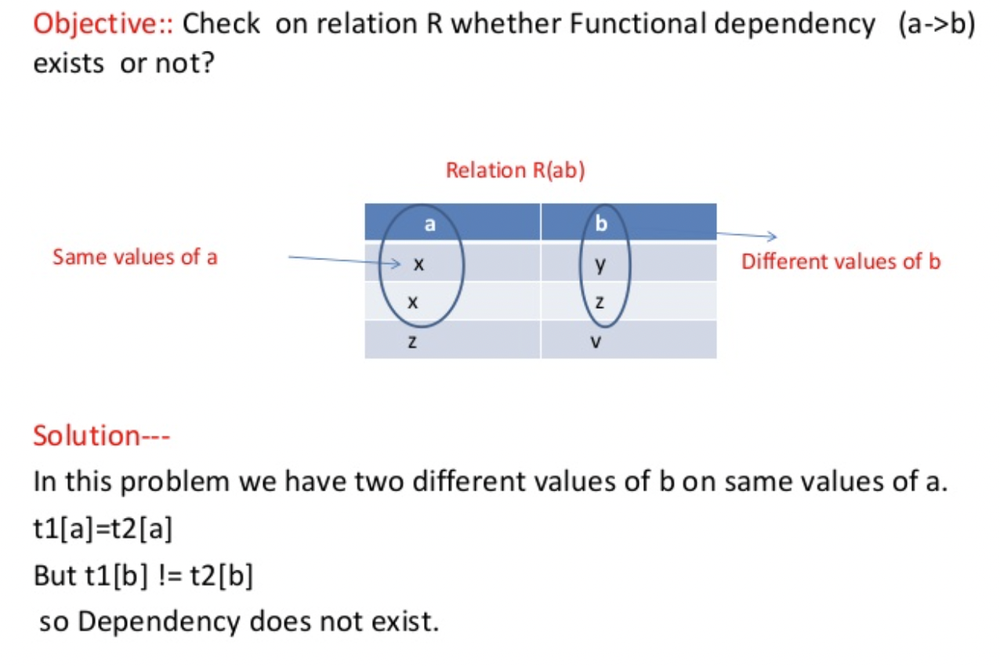 Objective:: Check on relation R whether Functional dependency (a->b)
exists or not?
Relation R(ab)
a b
Same values of a
x y
Different values of b
x z
z v
Solution---
In this problem we have two different values of b on same values of a.
t1[a]=t2[a]
But t1[b] != t2[b]
so Dependency does not exist.